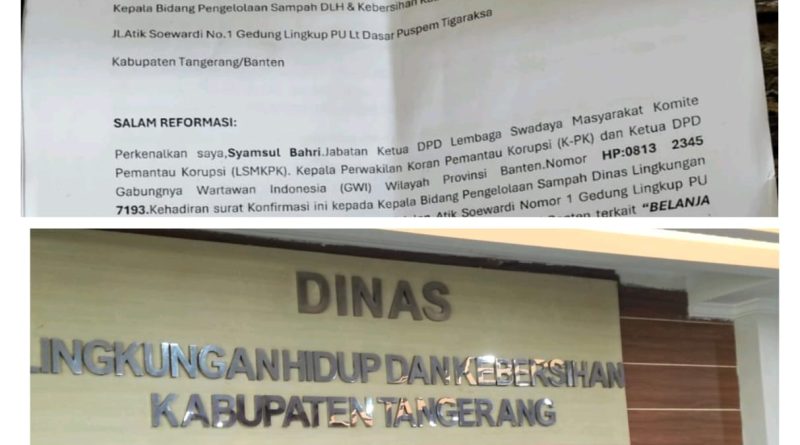 Kepala Bidang Pengelolaan Sampah DLH & Kebersihan
Jl.Atik Soewardi No.1 Gedung Lingkup PU Lt Dasar Puspem Tigaraksa
Kabupaten Tangerang/Banten
SALAM REFORMASI:
Perkenalkan saya,Syamsul Bahri.Jabatan Ketua DPD Lembaga Swadaya Masyarakat Komite
Pemantau Korupsi (LSMKPK). Kepala Perwakilan Koran Pemantau Korupsi (K-PK) dan Ketua DPD
Gabungnya Wartawan Indonesia (GWI) Wilayah Provinsi Banten.Nomor HP:0813 2345
7193.Kehadiran surat Konfirmasi ini kepada Kepala Bidang Pengelolaan Sampah Dinas Lingkungan
Atik Soewardi Nomor 1 Gedung Lingkup PU
terkait "BELANJA
DINAS
LINGKUNGAN HIDUP DAN KEBERSIHAN
KABUPATEN TANGERANG